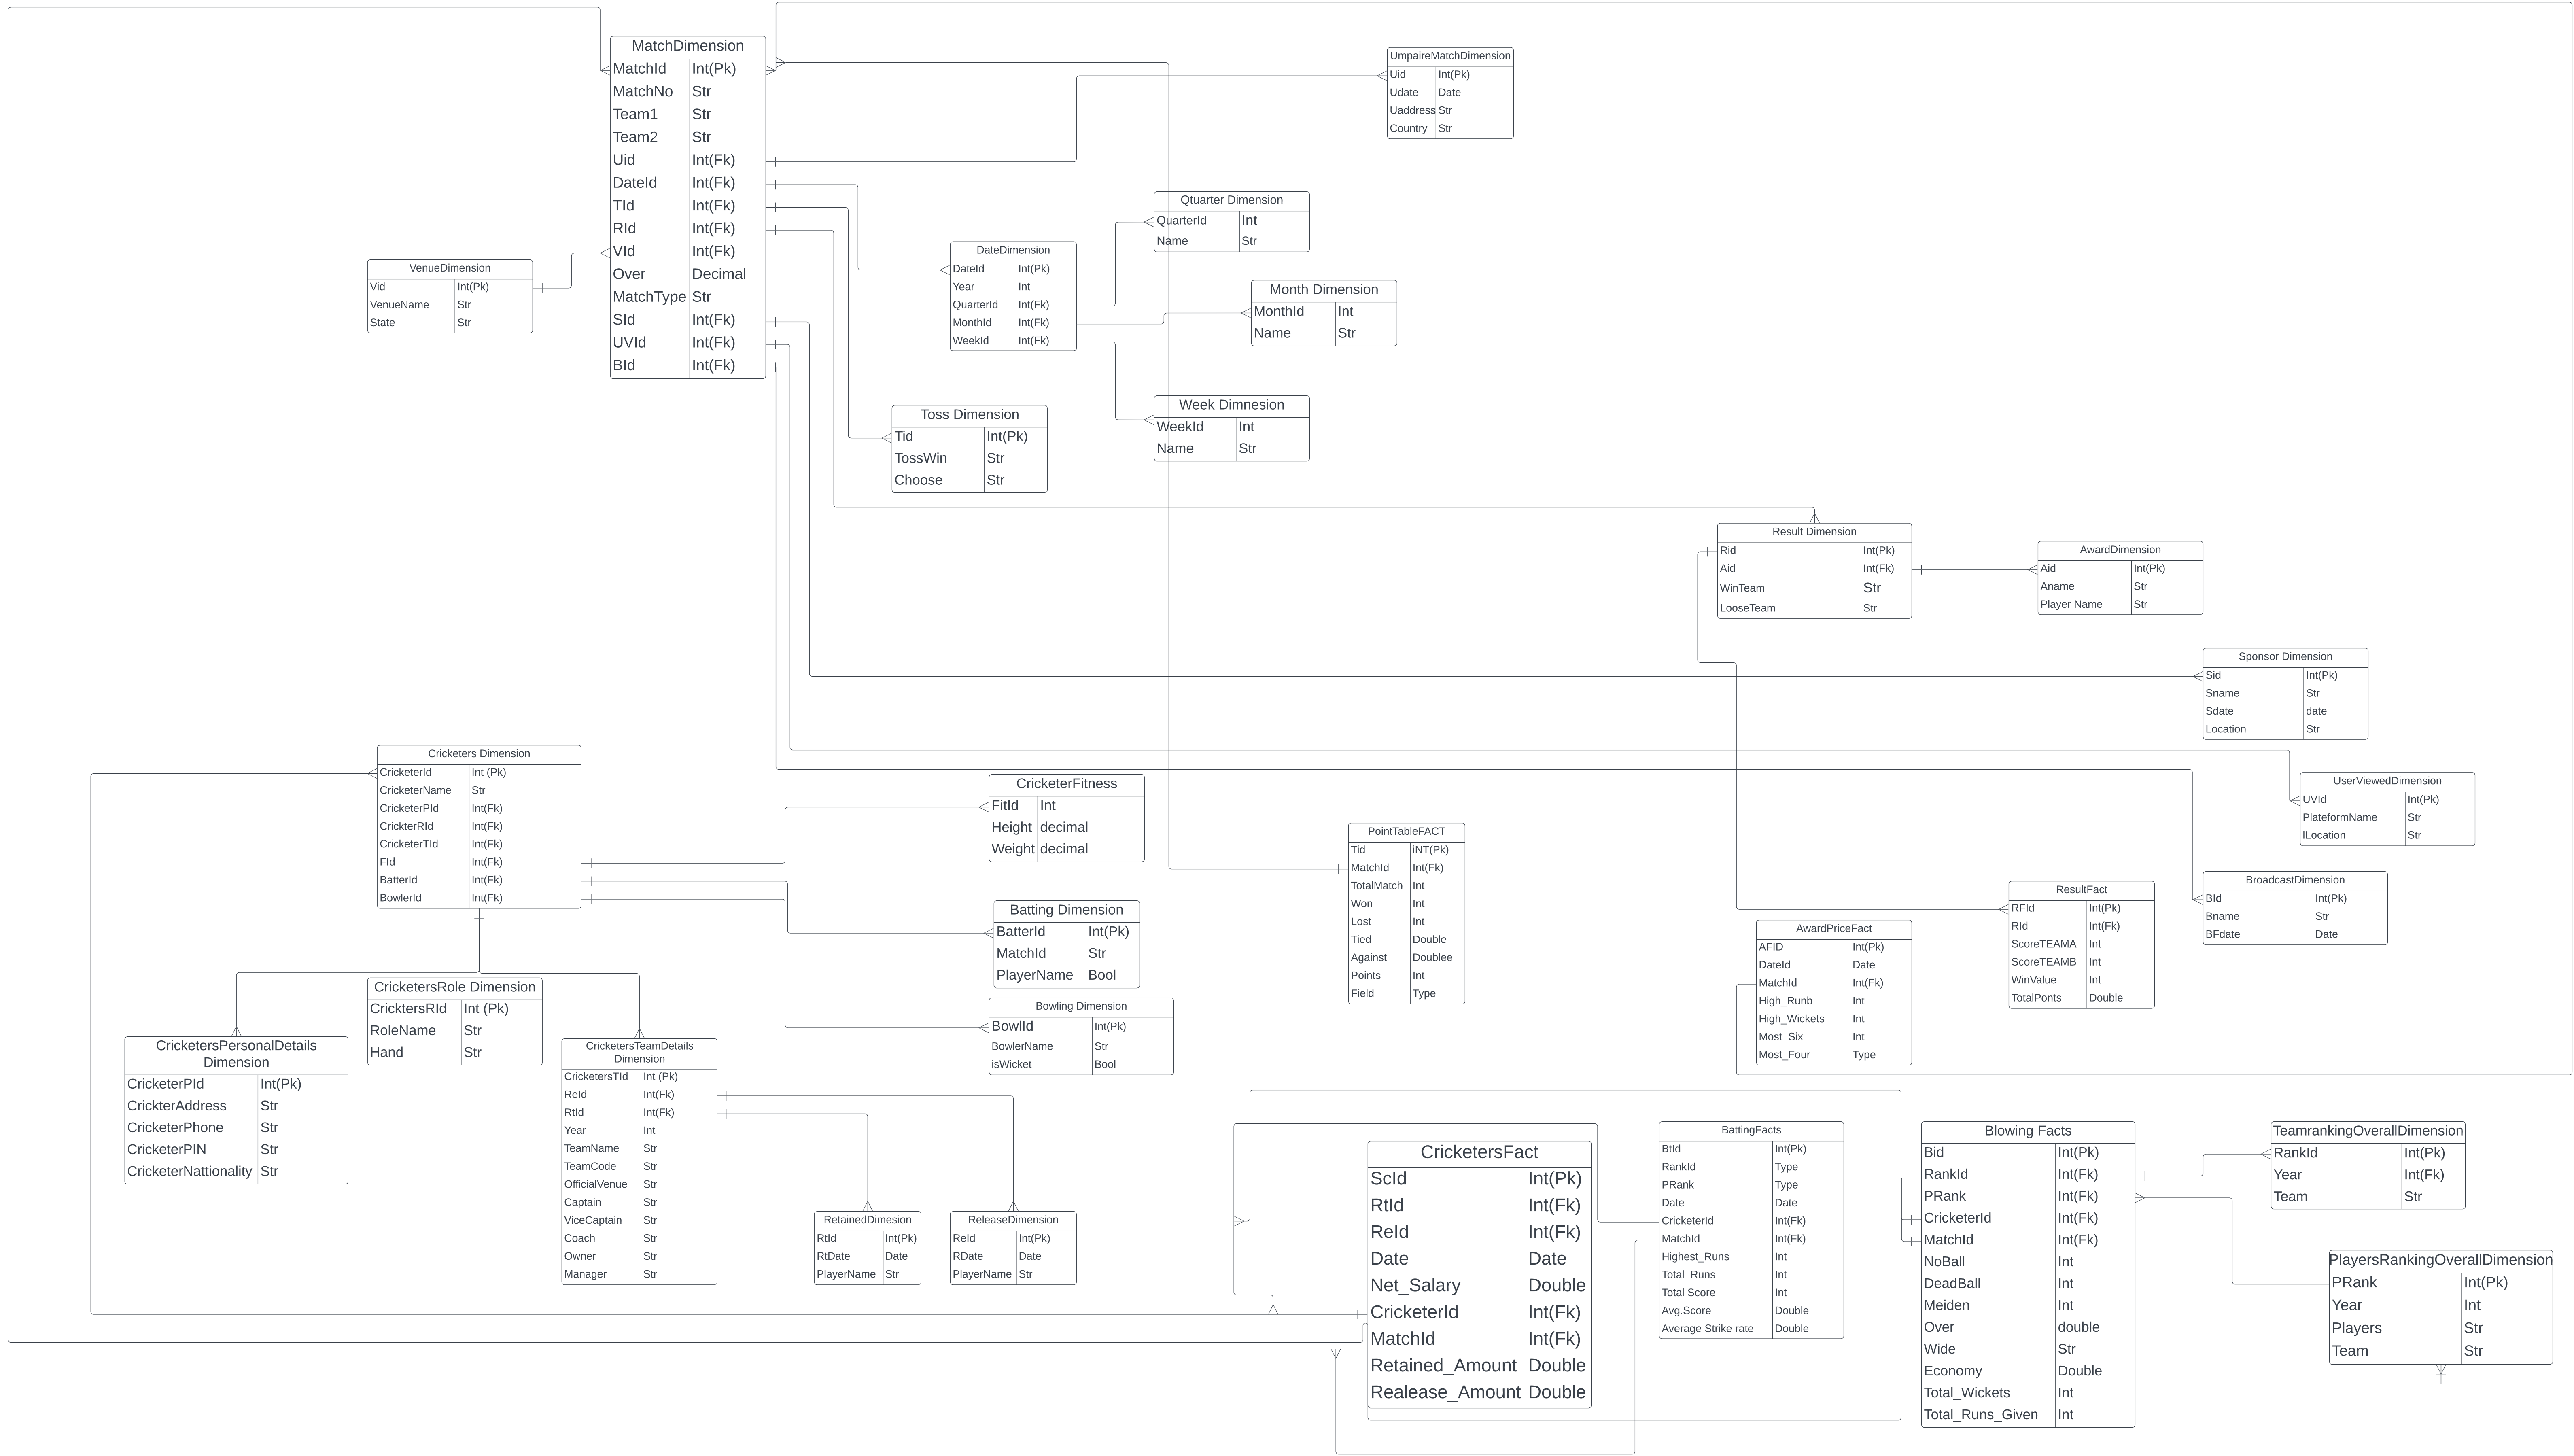 MatchDimension
MatchId Int(Pk)
MatchNo Str
Team1 Str
Team2 Str
Uid Int(Fk)
DateId Int(Fk)
TId Int(Fk)
RId Int(Fk)
VId Int(Fk)
Over Decimal
MatchType Str
SId Int(Fk)
UVId Int(Fk)
BId Int(Fk)
UmpaireMatchDimension
Uid Int(Pk)
Udate Date
Uaddress Str
Country Str
VenueDimension
Vid Int(Pk)
VenueName Str
State Str
DateDimension
DateId Int(Pk)
Year Int
QuarterId Int(Fk)
MonthId Int(Fk)
WeekId Int(Fk)
Qtuarter Dimension
QuarterId Int
Name Str
Month Dimension
MonthId Int
Name Str
Week Dimnesion
WeekId Int
Name Str
Toss Dimension
Tid Int(Pk)
TossWin Str
Choose Str
Result Dimension
Rid Int(Pk)
Aid Int(Fk)
WinTeam Str
LooseTeam Str
AwardDimension
Aid Int(Pk)
Aname Str
Player Name Str
Sponsor Dimension
Sid Int(Pk)
Sname Str
Sdate date
Location Str
Cricketers Dimension
CricketerId Int (Pk)
CricketerName Str
CricketerPId Int(Fk)
CrickterRId Int(Fk)
CricketerTId Int(Fk)
FId Int(Fk)
BatterId Int(Fk)
BowlerId Int(Fk)
CricketerFitness
FitId Int
Height decimal
Weight decimal
UserViewedDimension
UVId Int(Pk)
PlateformName Str
lLocation Str
PointTableFACT
Tid iNT(Pk)
MatchId Int(Fk)
TotalMatch Int
Won Int
Lost Int
Tied Double
Against Doublee
Points Int
Field Type
BroadcastDimension
BId Int(Pk)
Bname Str
BFdate Date
ResultFact
RFId Int(Pk)
RId Int(Fk)
ScoreTEAMA Int
ScoreTEAMB Int
WinValue Int
TotalPonts Double
Batting Dimension
BatterId Int(Pk)
MatchId Str
PlayerName Bool
AwardPriceFact
AFID Int(Pk)
DateId Date
MatchId Int(Fk)
High_Runb Int
High_Wickets Int
Most_Six Int
Most_Four Type
Bowling Dimension
BowlId Int(Pk)
BowlerName Str
isWicket Bool
CricketersRole Dimension
CricktersRId Int (Pk)
RoleName Str
Hand Str
CricketersPersonalDetails
Dimension
CricketerPId Int(Pk)
CrickterAddress Str
CricketerPhone Str
CricketerPIN Str
CricketerNattionality Str
CricketersTeamDetails
Dimension
CricketersTId Int (Pk)
ReId Int(Fk)
RtId Int(Fk)
Year Int
TeamName Str
TeamCode Str
OfficialVenue Str
Captain Str
ViceCaptain Str
Coach Str
Owner Str
Manager Str
RetainedDimesion
RtId Int(Pk)
RtDate Date
PlayerName Str
ReleaseDimension
ReId Int(Pk)
RDate Date
PlayerName Str
CricketersFact
ScId Int(Pk)
RtId Int(Fk)
ReId Int(Fk)
Date Date
Net_Salary Double
CricketerId Int(Fk)
MatchId Int(Fk)
Retained_Amount Double
Realease_Amount Double
BattingFacts
BtId Int(Pk)
RankId Type
PRank Type
Date Date
CricketerId Int(Fk)
MatchId Int(Fk)
Highest_Runs Int
Total_Runs Int
Total Score Int
Avg.Score Double
Average Strike rate Double
Blowing Facts
Bid Int(Pk)
RankId Int(Fk)
PRank Int(Fk)
CricketerId Int(Fk)
MatchId Int(Fk)
NoBall Int
DeadBall Int
Meiden Int
Over double
Wide Str
Economy Double
Total_Wickets Int
Total_Runs_Given Int
TeamrankingOverallDimension
RankId Int(Pk)
Year Int(Fk)
Team Str
PlayersRankingOverallDimension
PRank Int(Pk)
Year Int
Players Str
Team Str